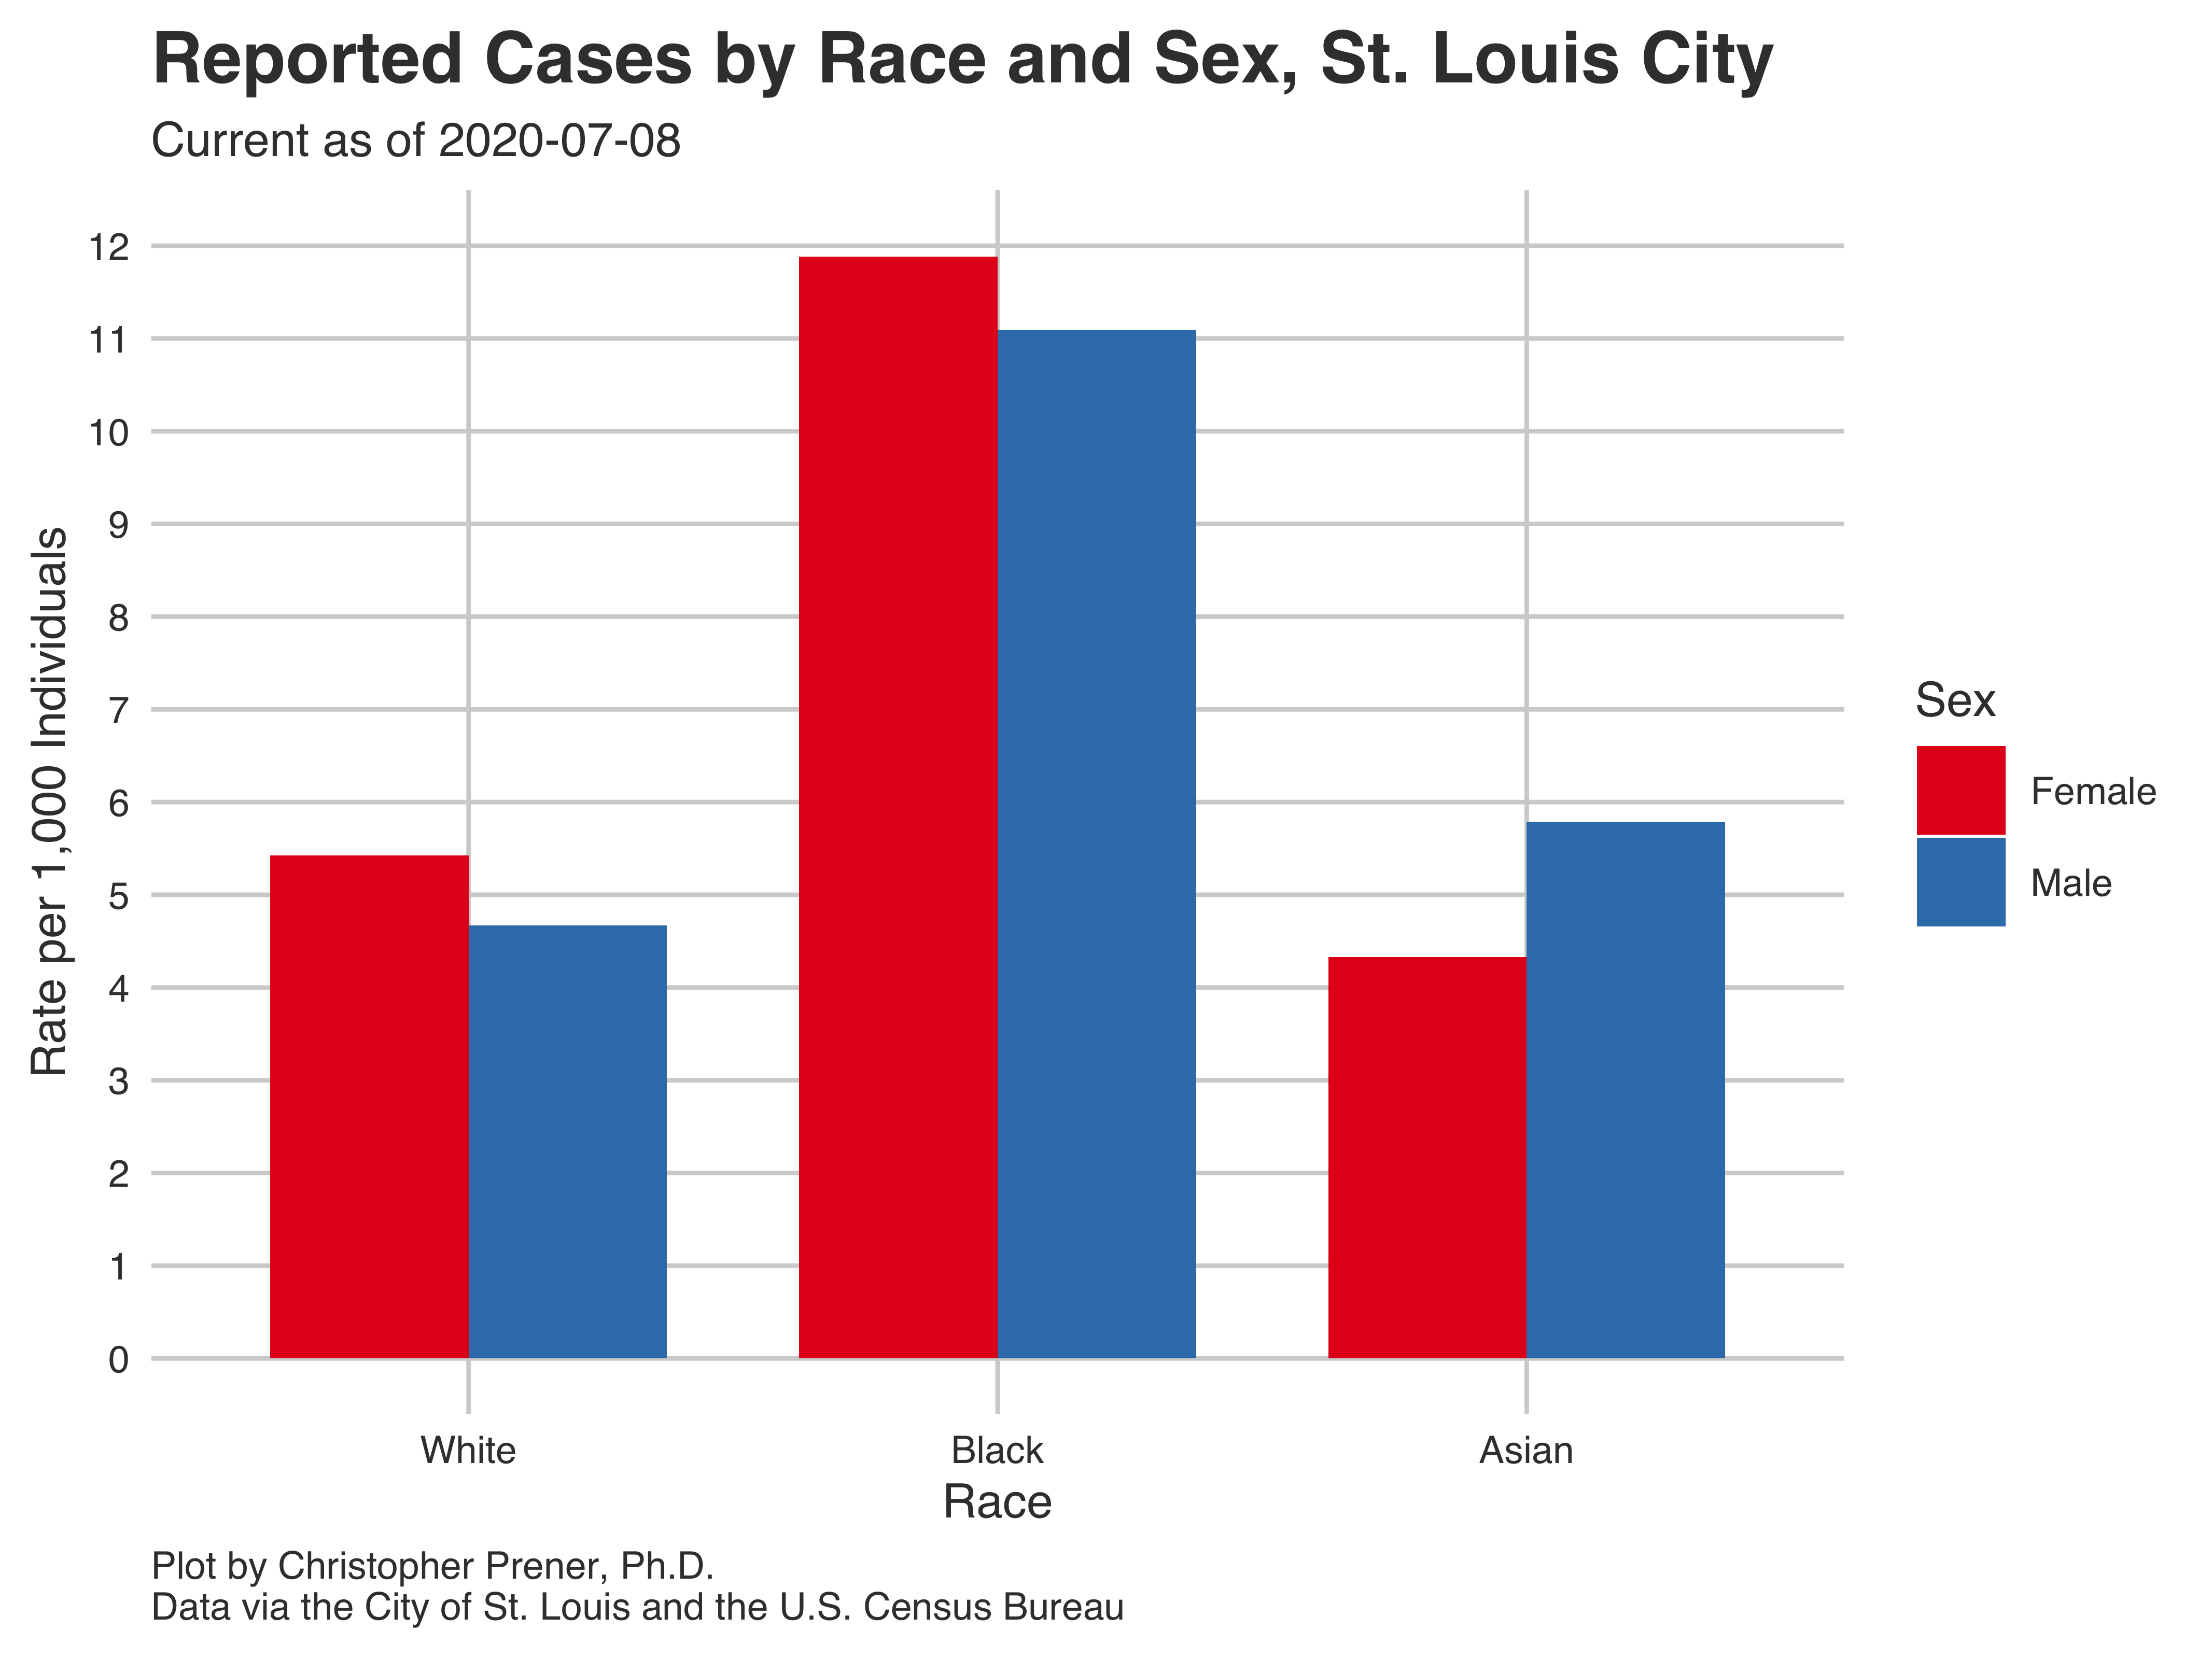 Reported Cases by Race and Sex, St. Louis City
Current as of 2020-07-08
Rate per 1,000 Individuals
12
11
10
9
8
7
6
5
4
3
2
1
0
White
Black
Asian
Race
Sex
Female
Male
Plot by Christopher Prener, Ph.D.
Data via the City of St. Louis and the U.S. Census Bureau